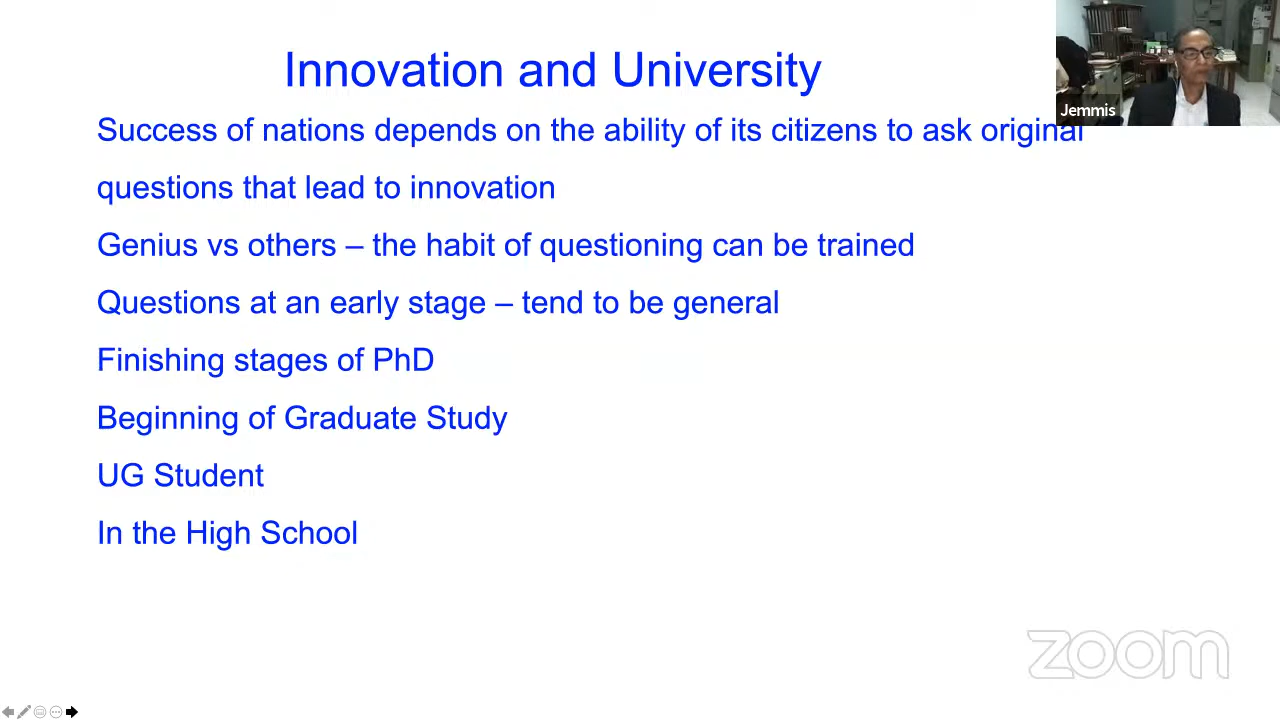 Innovation and University
Jemmis
Success of nations depends on the ability of its citizens to ask original
questions that lead to innovation
Genius vs others – the habit of questioning can be trained
Questions at an early stage – tend to be general
Finishing stages of PhD
Beginning of Graduate Study
UG Student
In the High School
zoom